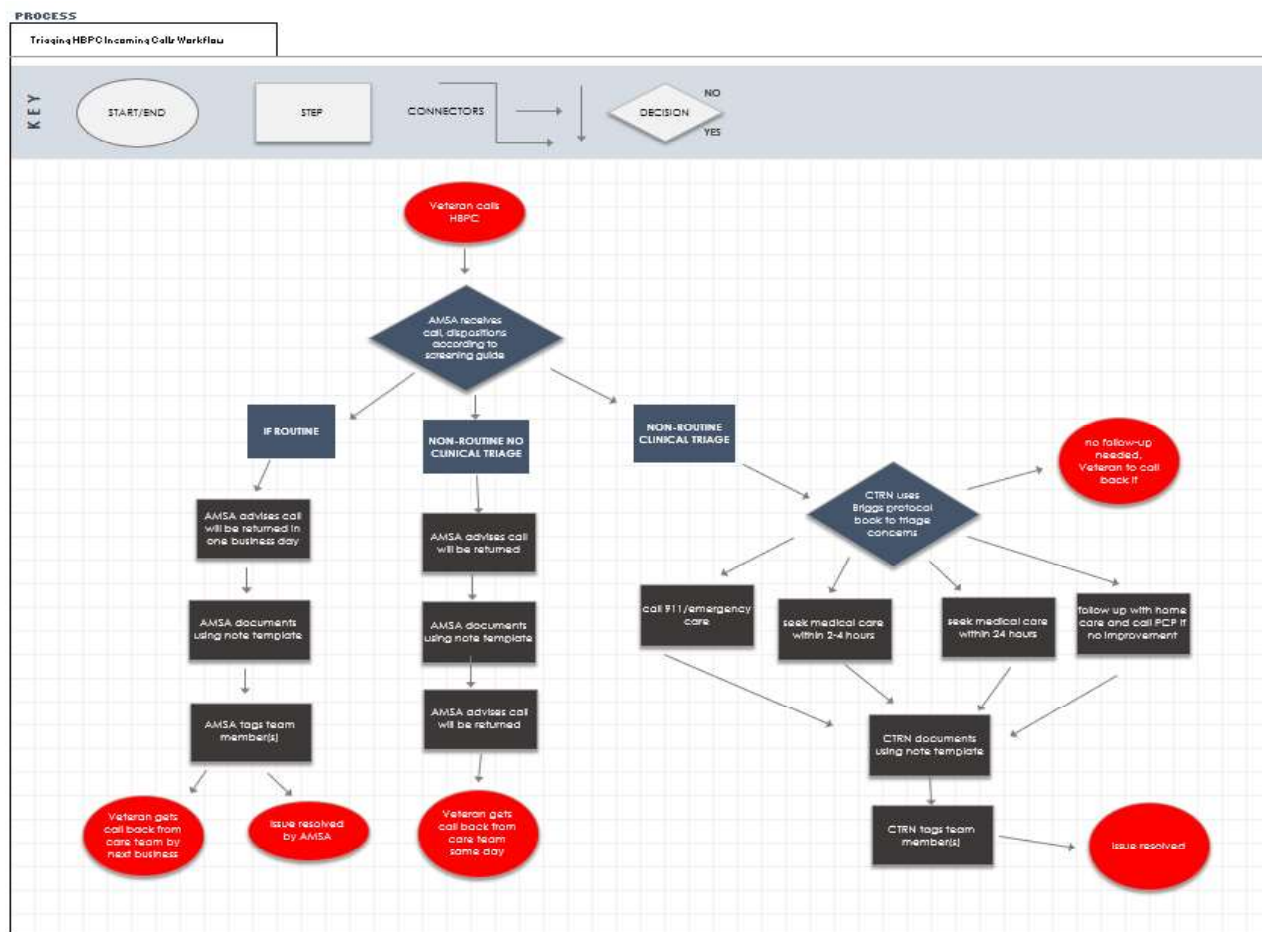 PROCESS
Triaging HBPC Incoming Calls Workflow
KEY
START/END
STEP
CONNECTORS
DECISION
NO
YES
Veteran calls
HBPC
AMSA receives
call, dispositions
according to
screening guide
IF ROUTINE
NON-ROUTINE NO
CLINICAL TRIAGE
NON-ROUTINE
CLINICAL TRIAGE
no follow-up
needed,
Veteran to call
back if
CTRN uses
Briggs protocal
book to triage
concerns
AMSA advises call
will be returned in
one business day
AMSA advises call
will be returned
call 911/emergency
care
seek medical care
within 2-4 hours
seek medical care
within 24 hours
follow up with home
care and call PCP if
no improvement
AMSA documents
using note template
AMSA documents
using note template
AMSA tags team
member(s)
AMSA advises call
will be returned
CTRN documents
using note template
Veteran gets
call back from
care team by
next business
Issue resolved
by AMSA
Veteran gets
call back from
care team
same day
CTRN tags team
member(s)
Issue resolved